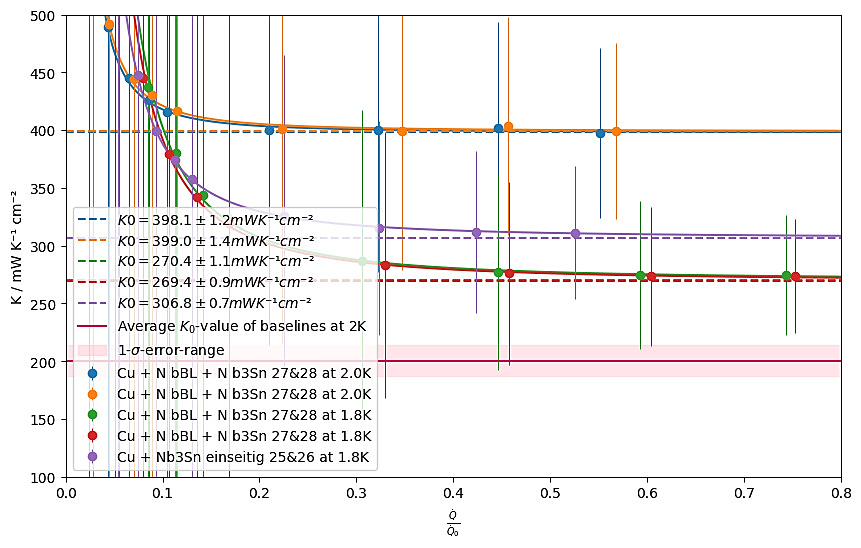 500
450
400
350
300
250
200
150
100
K / mW K⁻¹ cm⁻²
K0 = 398.1 ± 1.2mWK⁻¹cm⁻²
K0 = 399.0 ± 1.4mWK⁻¹cm⁻²
K0 = 270.4 ± 1.1mWK⁻¹cm⁻²
K0 = 269.4 ± 0.9mWK⁻¹cm⁻²
K0 = 306.8 ± 0.7mWK⁻¹cm⁻²
Average K₀-value of baselines at 2K
1-σ-error-range
Cu + N bBL + N b3Sn 27&28 at 2.0K
Cu + N bBL + N b3Sn 27&28 at 2.0K
Cu + N bBL + N b3Sn 27&28 at 1.8K
Cu + N bBL + N b3Sn 27&28 at 1.8K
Cu + Nb3Sn einseitig 25&26 at 1.8K
0.0 0.1 0.2 0.3 0.4 0.5 0.6 0.7 0.8
Q̇
Q̇₀